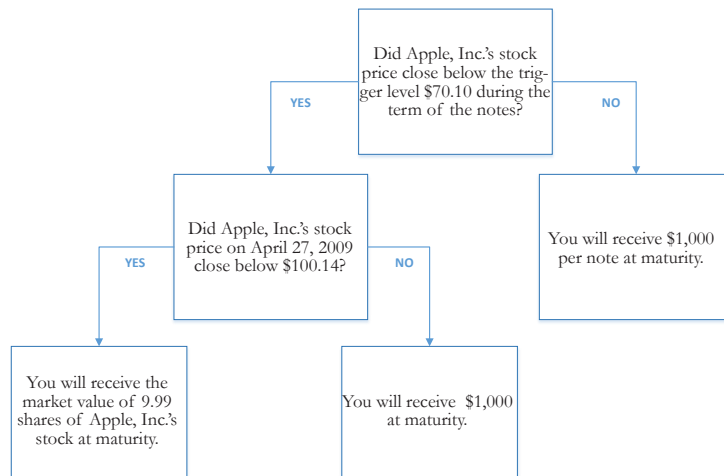 Did Apple, Inc.'s stock
price close below the trig-
ger level $70.10 during the
term of the notes?
YES
NO
Did Apple, Inc.'s stock
price on April 27, 2009
close below $100.14?
You will receive $1,000
per note at maturity.
YES
NO
You will receive the
market value of 9.99
shares of Apple, Inc.'s
stock at maturity.
You will receive $1,000
at maturity.